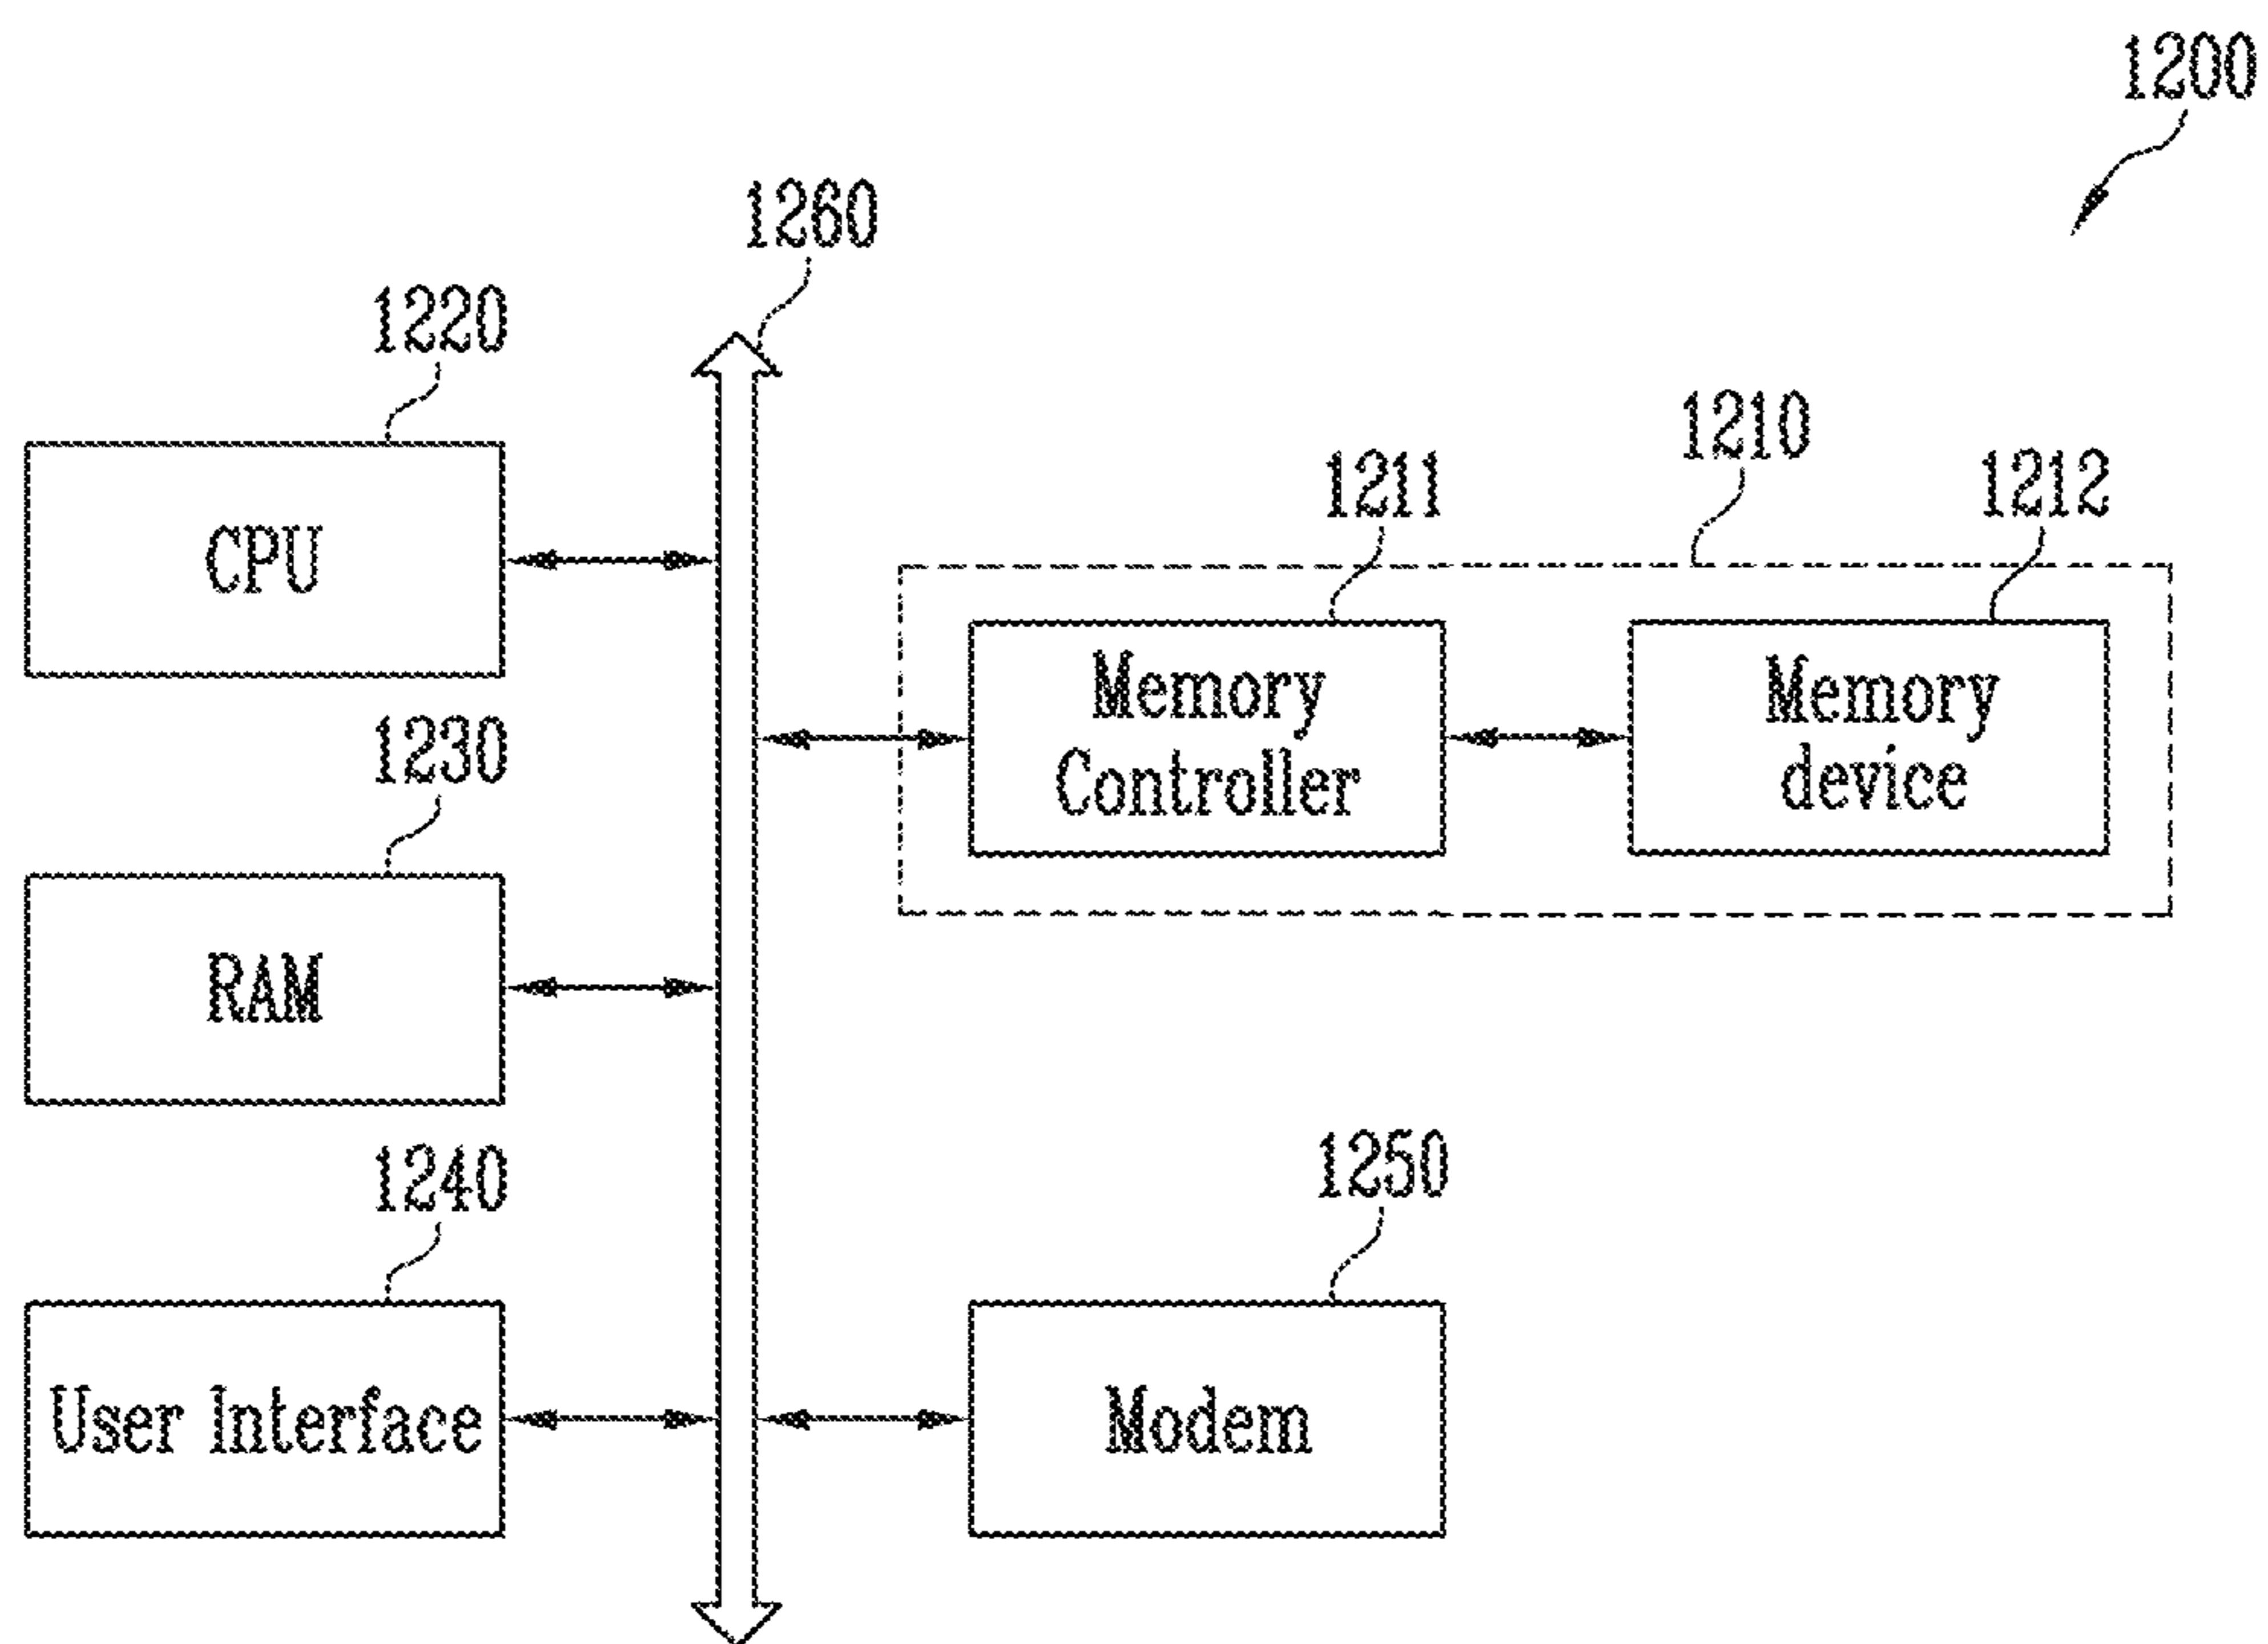 1200
1260
1220
CPU
1210
1211
1212
Memory
Controller
Memory
device
1230
RAM
1240
User Interface
1250
Modem